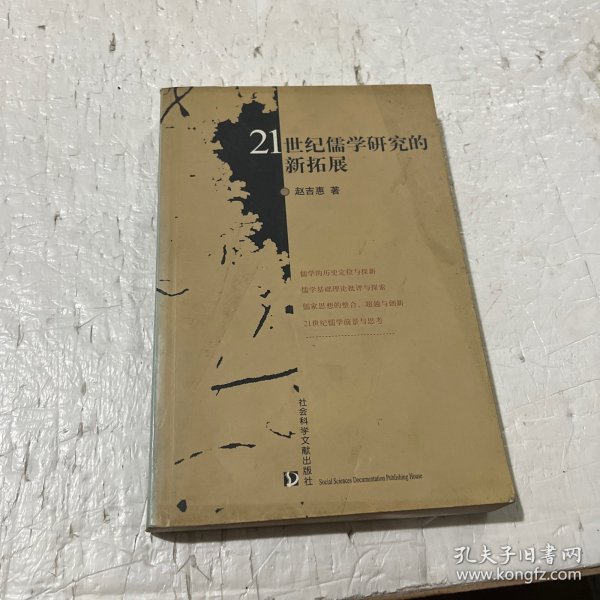 21世纪儒学研究的
新拓展
赵吉惠 著
儒学的历史定位与探新
儒学基础理论批评与探索
儒家思想的整合、超越与创新
21世纪儒学前景与思考
社会科学文献出版社
Social Sciences Documentation Publishing House
孔夫子旧书网
www.kongfz.com